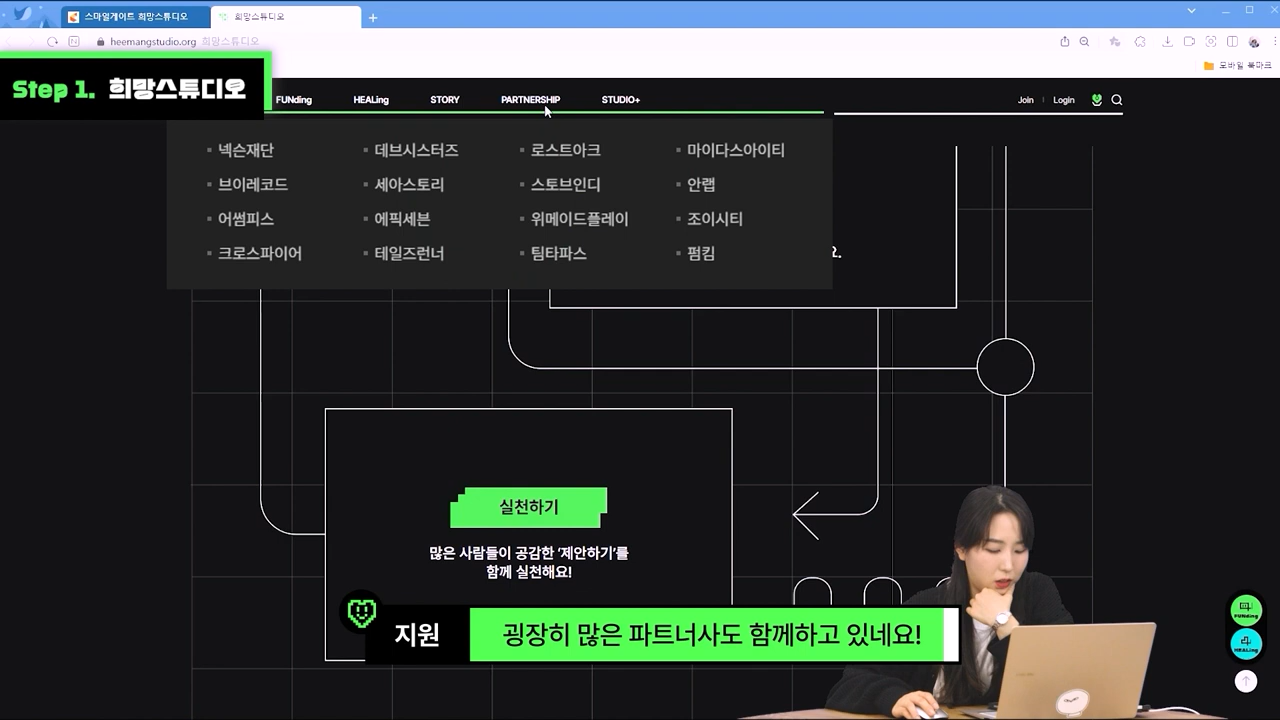 스마일게이트 희망스튜디오
희망스튜디오
heemangstudio.org 희망스튜디오
모바일 북마크
Step 1. 희망스튜디오
FUNding
HEALing
STORY
PARTNERSHIP
STUDIO+
Join
Login
넥슨재단
데브시스터즈
로스트아크
마이다스아이티
브이레코드
세아스토리
스토브인디
안랩
어썸피스
에픽세븐
위메이드플레이
조이시티
크로스파이어
테일즈런너
팀타파스
펌킴
요.
실천하기
많은 사람들이 공감한 '제안하기'를
함께 실천해요!
지원
굉장히 많은 파트너사도 함께하고 있네요!
FUNding
HEALing